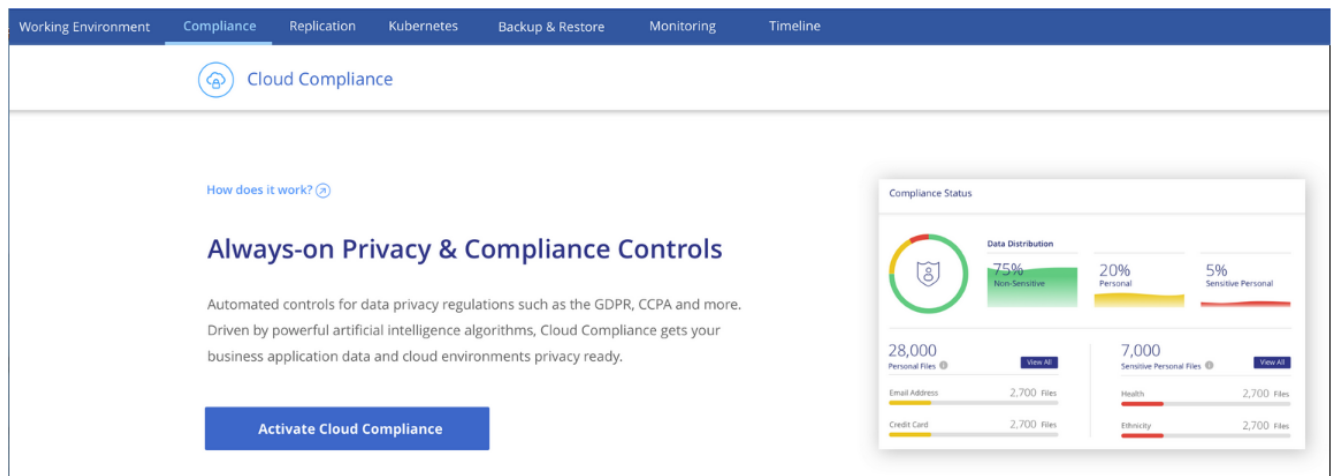 Working Environment Compliance Replication Kubernetes Backup & Restore Monitoring Timeline
Cloud Compliance
How does it work?
Always-on Privacy & Compliance Controls
Automated controls for data privacy regulations such as the GDPR, CCPA and more.
Driven by powerful artificial intelligence algorithms, Cloud Compliance gets your
business application data and cloud environments privacy ready.
Activate Cloud Compliance
Compliance Status
Data Distribution
75% 20% 5%
Non-Sensitive Personal Sensitive Personal
28,000 7,000
Personal Files View All Sensitive Personal Files View All
Email Address 2,700 Files Health 2,700 Files
Credit Card 2,700 Files Ethnicity 2,700 Files